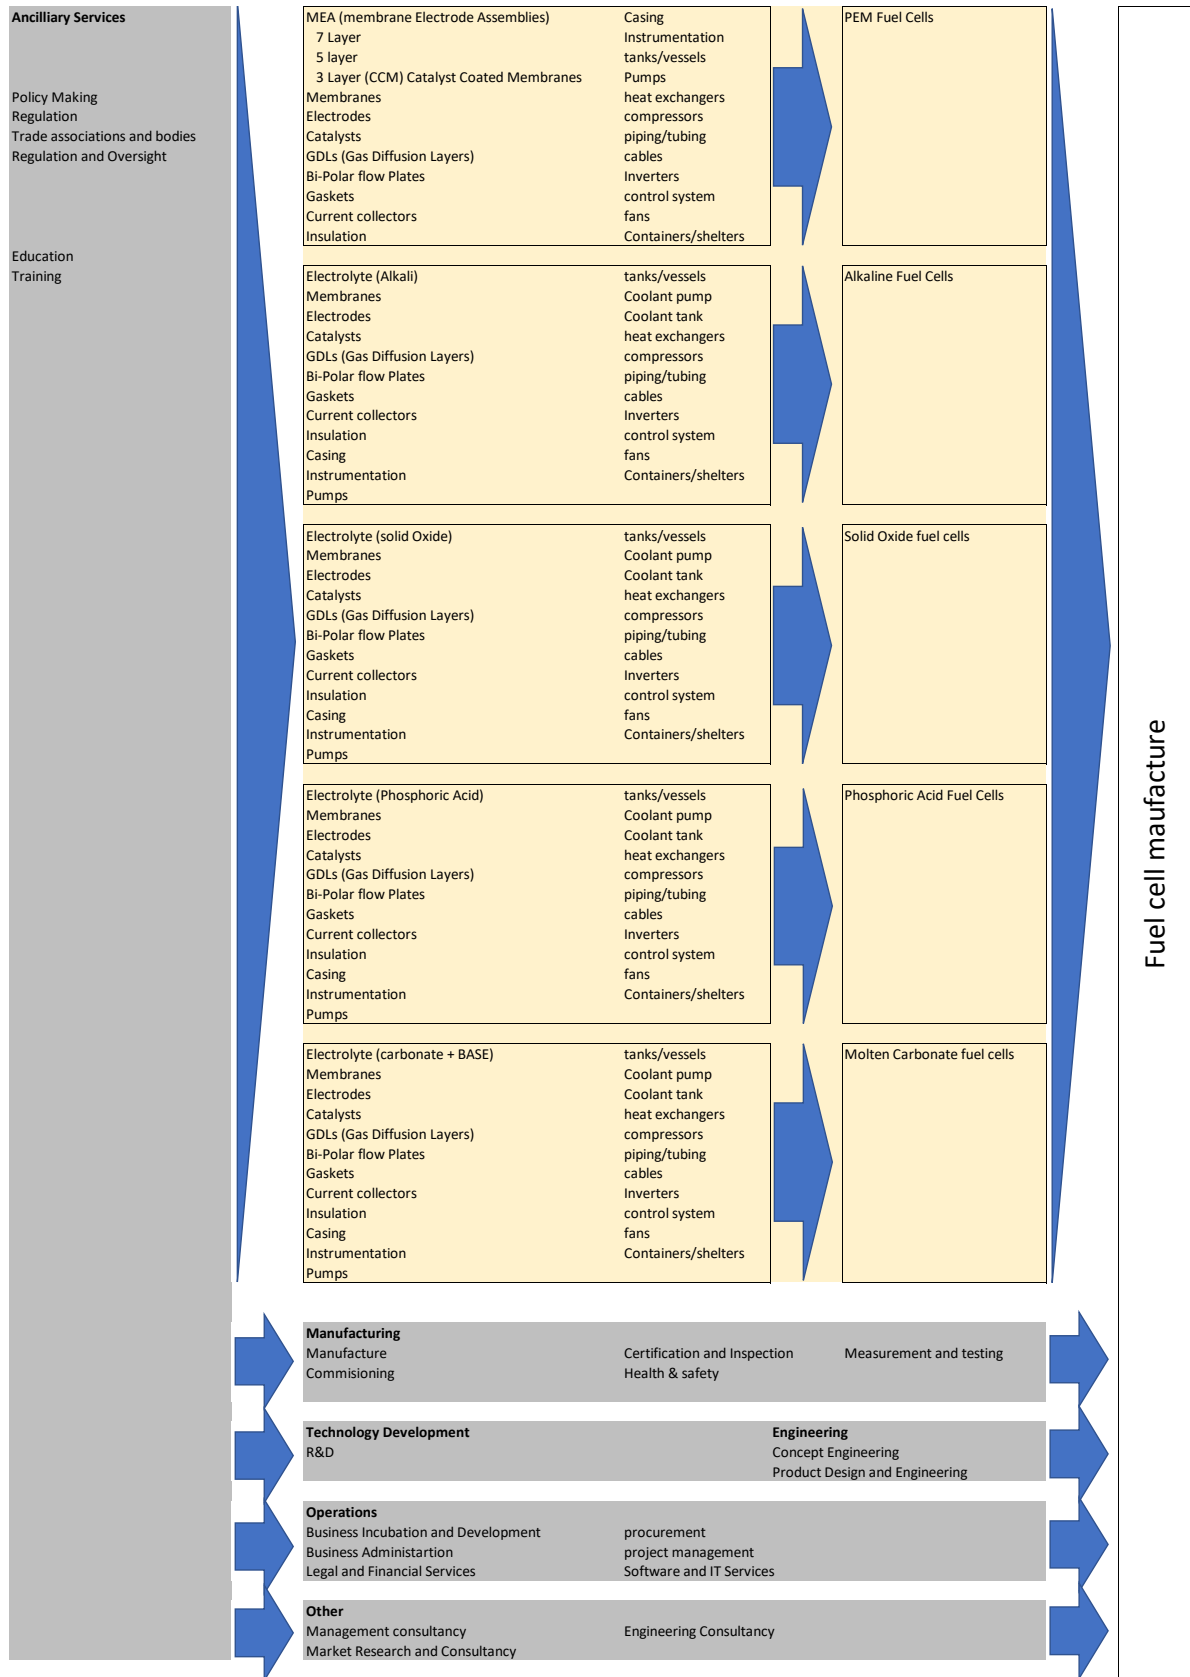 Ancilliary Services
Policy Making
Regulation
Trade associations and bodies
Regulation and Oversight
Education
Training
MEA (membrane Electrode Assemblies)
7 Layer
5 layer
3 Layer (CCM) Catalyst Coated Membranes
Membranes
Electrodes
Catalysts
GDLs (Gas Diffusion Layers)
Bi-Polar flow Plates
Gaskets
Current collectors
Insulation
Casing
Instrumentation
tanks/vessels
Pumps
heat exchangers
compressors
piping/tubing
cables
Inverters
control system
fans
Containers/shelters
PEM Fuel Cells
Electrolyte (Alkali)
Membranes
Electrodes
Catalysts
GDLs (Gas Diffusion Layers)
Bi-Polar flow Plates
Gaskets
Current collectors
Insulation
Casing
Instrumentation
Pumps
tanks/vessels
Coolant pump
Coolant tank
heat exchangers
compressors
piping/tubing
cables
Inverters
control system
fans
Containers/shelters
Alkaline Fuel Cells
Electrolyte (solid Oxide)
Membranes
Electrodes
Catalysts
GDLs (Gas Diffusion Layers)
Bi-Polar flow Plates
Gaskets
Current collectors
Insulation
Casing
Instrumentation
Pumps
tanks/vessels
Coolant pump
Coolant tank
heat exchangers
compressors
piping/tubing
cables
Inverters
control system
fans
Containers/shelters
Solid Oxide fuel cells
Electrolyte (Phosphoric Acid)
Membranes
Electrodes
Catalysts
GDLs (Gas Diffusion Layers)
Bi-Polar flow Plates
Gaskets
Current collectors
Insulation
Casing
Instrumentation
Pumps
tanks/vessels
Coolant pump
Coolant tank
heat exchangers
compressors
piping/tubing
cables
Inverters
control system
fans
Containers/shelters
Phosphoric Acid Fuel Cells
Electrolyte (carbonate + BASE)
Membranes
Electrodes
Catalysts
GDLs (Gas Diffusion Layers)
Bi-Polar flow Plates
Gaskets
Current collectors
Insulation
Casing
Instrumentation
Pumps
tanks/vessels
Coolant pump
Coolant tank
heat exchangers
compressors
piping/tubing
cables
Inverters
control system
fans
Containers/shelters
Molten Carbonate fuel cells
Manufacturing
Manufacture
Commisioning
Certification and Inspection
Health & safety
Measurement and testing
Technology Development
R&D
Engineering
Concept Engineering
Product Design and Engineering
Operations
Business Incubation and Development
Business Administartion
Legal and Financial Services
procurement
project management
Software and IT Services
Other
Management consultancy
Market Research and Consultancy
Engineering Consultancy
Fuel cell maufacture